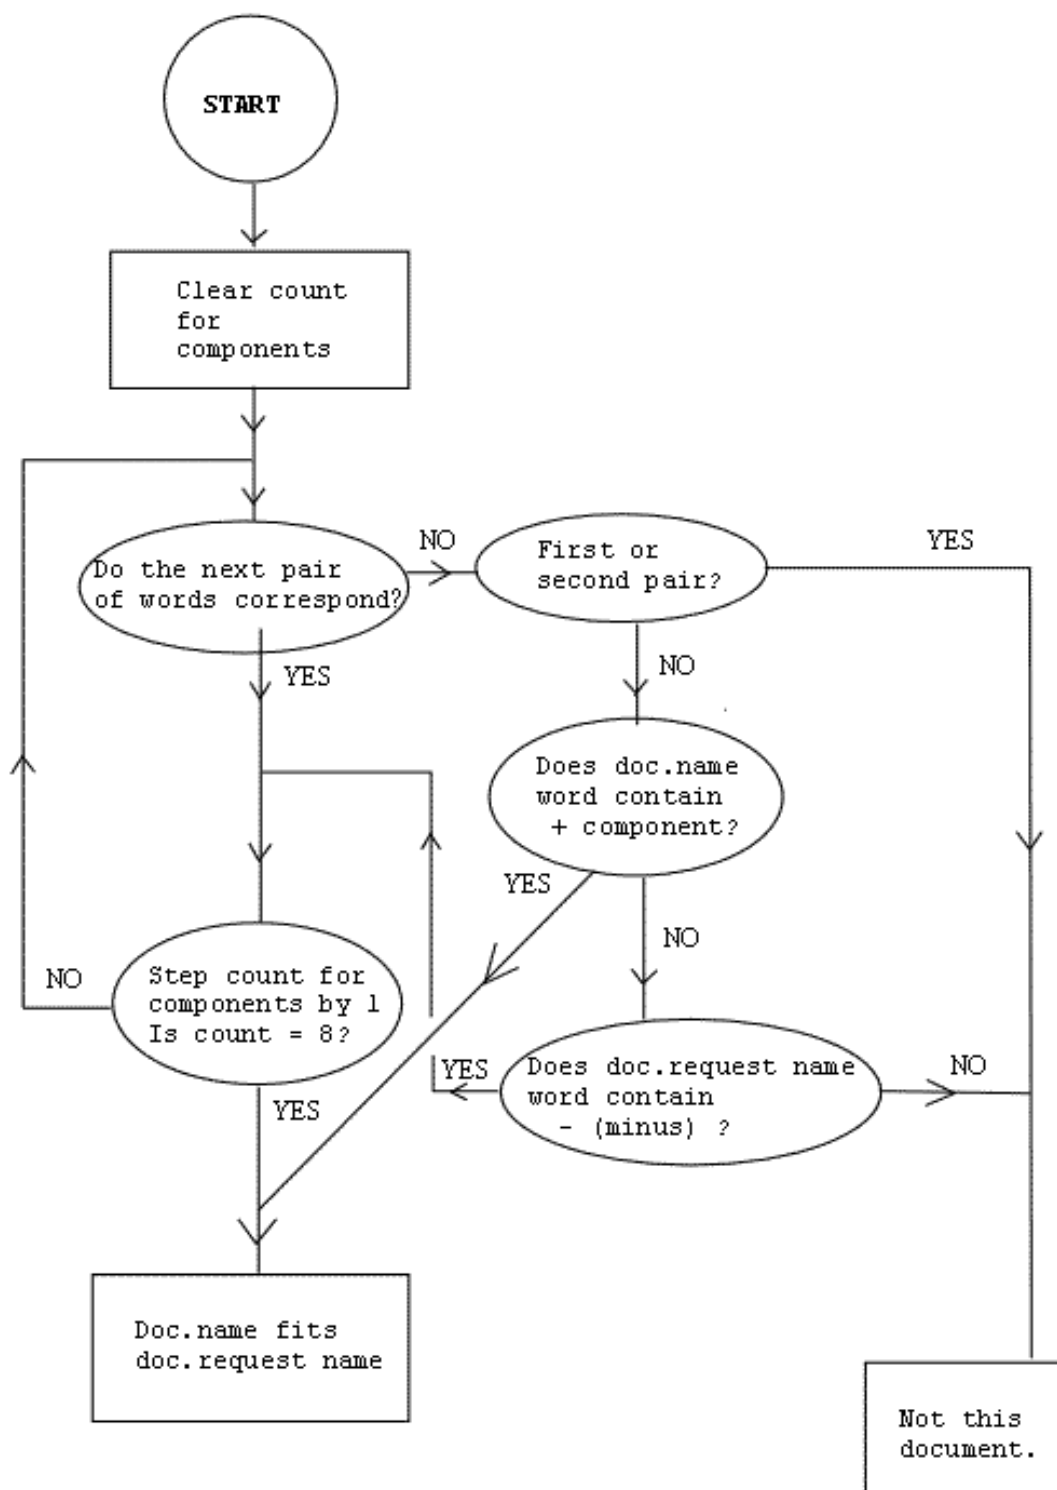 START
Clear count
for
components
Do the next pair
of words correspond?
NO
First or
second pair?
YES
YES
NO
Does doc.name
word contain
+ component?
YES
NO
NO
Step count for
components by 1
Is count = 8?
YES
YES
Does doc.request name
word contain
- (minus) ?
NO
Doc.name fits
doc.request name
Not this
document.